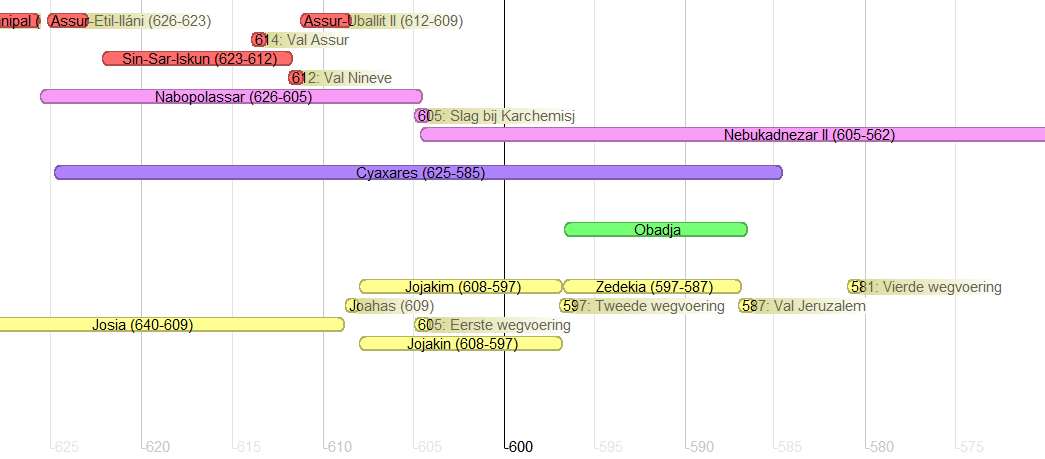 nipal (
Assur-Etil-Iláni (626-623)
Assur-Uballit II (612-609)
614: Val Assur
Sin-Sar-Iskun (623-612)
612: Val Nineve
Nabopolassar (626-605)
605: Slag bij Karchemisj
Nebukadnezar II (605-562)
Cyaxares (625-585)
Obadja
Jojakim (608-597)
Zedekia (597-587)
581: Vierde wegvoering
Joahas (609)
597: Tweede wegvoering
587: Val Jeruzalem
Josia (640-609)
605: Eerste wegvoering
Jojakin (608-597)
-625
-620
-615
-610
-605
-600
-595
-590
-585
-580
-575